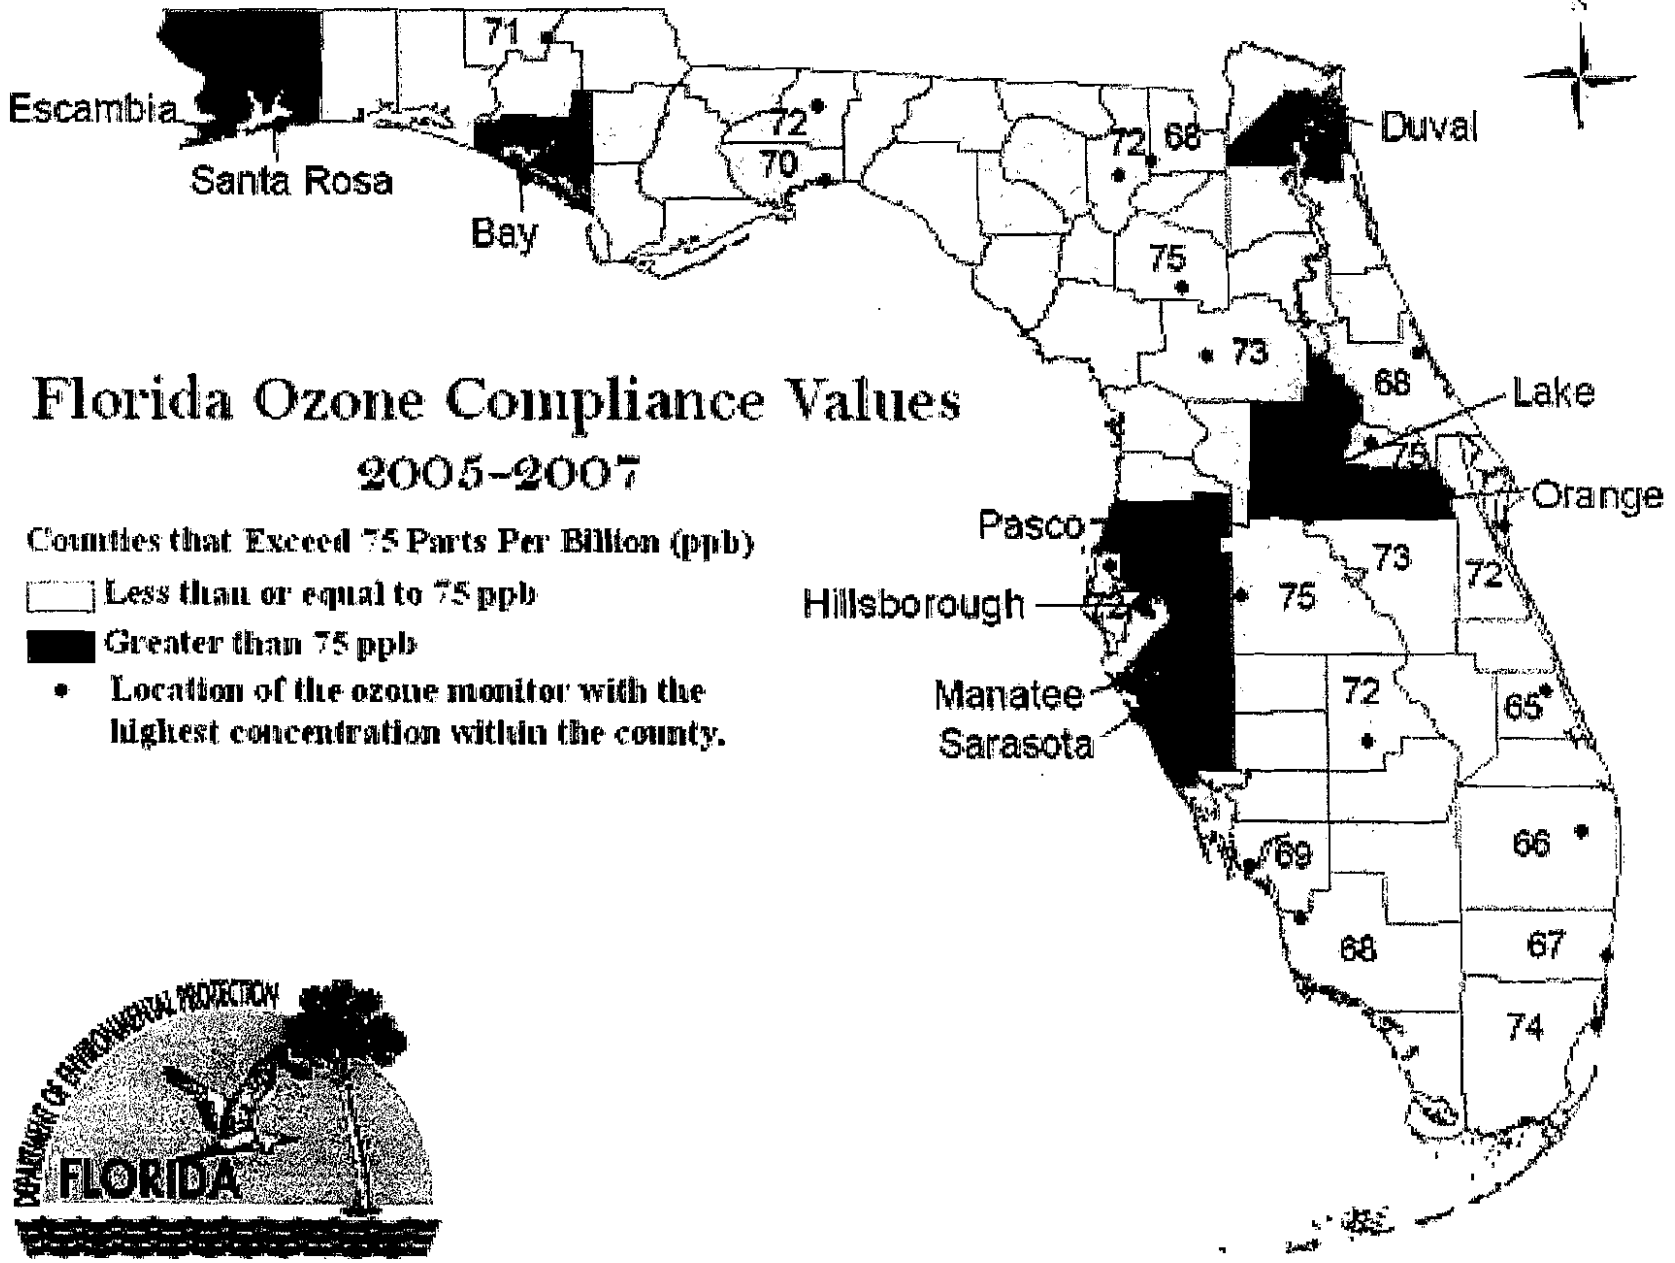 71
Escambia
Santa Rosa
Bay
72
70
72
68
Duval
75
73
68
Lake
75
Orange
Florida Ozone Compliance Values
2005-2007
Counties that Exceed 75 Parts Per Billion (ppb)
Less than or equal to 75 ppb
Greater than 75 ppb
Location of the ozone monitor with the
highest concentration within the county.
Pasco
Hillsborough
72
Manatee
Sarasota
75
73
72
72
65
69
66
68
67
74
DEPARTMENT OF ENVIRONMENTAL PROTECTION
FLORIDA